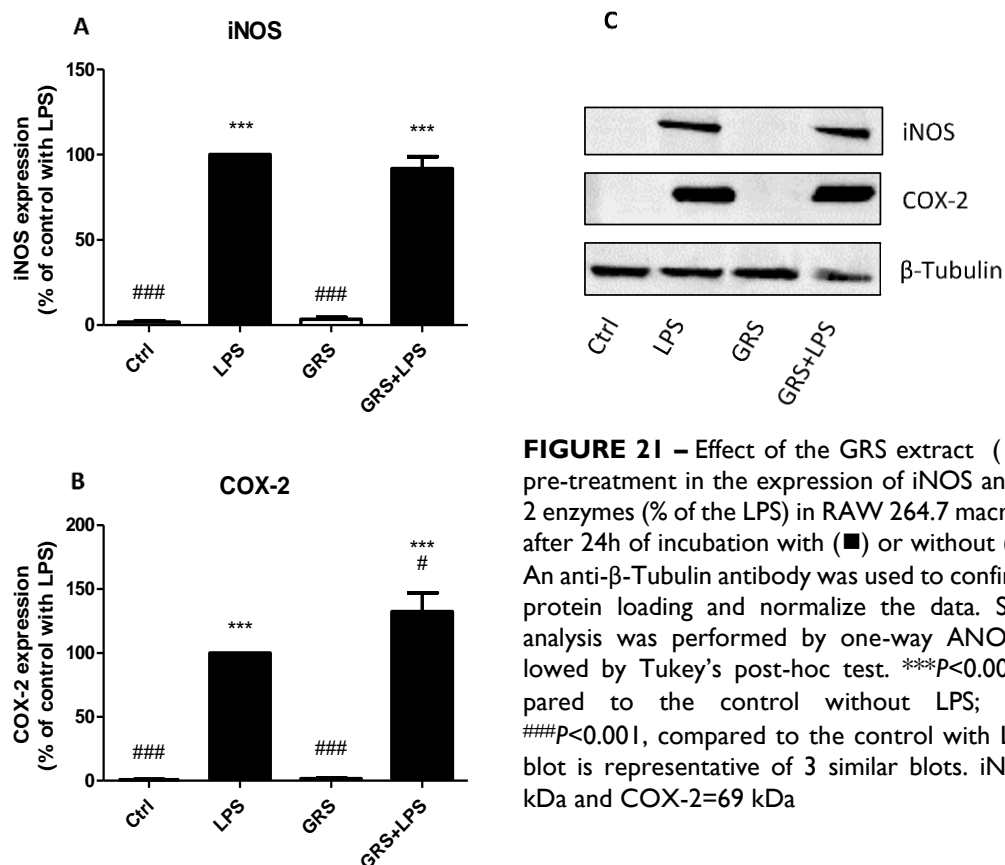 A
iNOS
iNOS expression
(% of control with LPS)
150
100
50
0
###
***
###
***
Ctrl
LPS
GRS
GRS+LPS
B
COX-2
COX-2 expression
(% of control with LPS)
200
150
100
50
0
###
***
###
***
#
Ctrl
LPS
GRS
GRS+LPS
C
iNOS
COX-2
β-Tubulin
Ctrl
LPS
GRS
GRS+LPS
FIGURE 21 – Effect of the GRS extract (
pre-treatment in the expression of iNOS an
2 enzymes (% of the LPS) in RAW 264.7 macr
after 24h of incubation with (■) or without (
An anti-β-Tubulin antibody was used to confir
protein loading and normalize the data. S
analysis was performed by one-way ANO
lowed by Tukey's post-hoc test. ***P<0.00
pared to the control without LPS;
###P<0.001, compared to the control with L
blot is representative of 3 similar blots. iN
kDa and COX-2=69 kDa